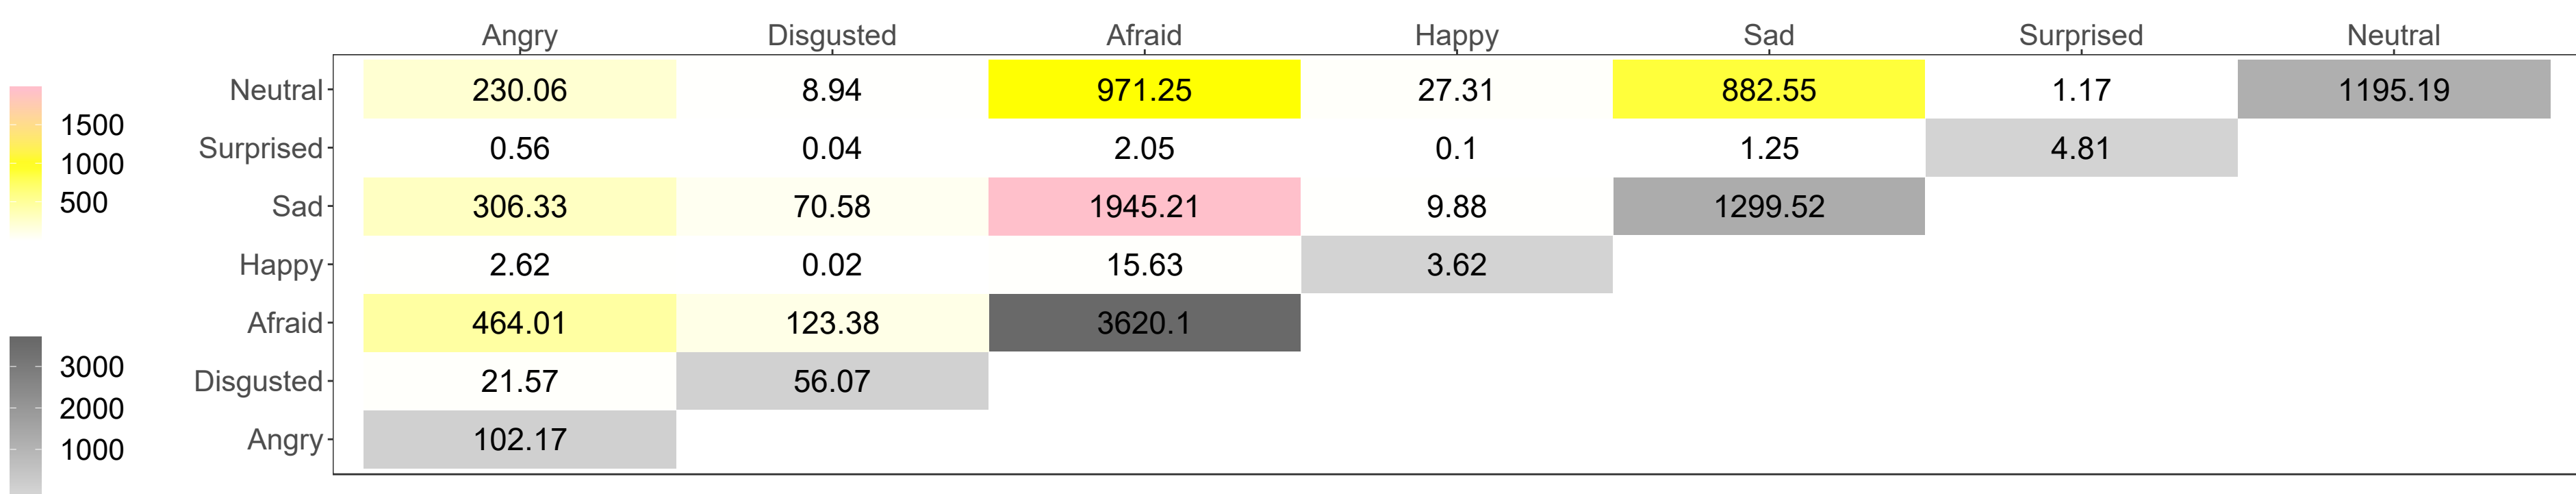 Angry Disgusted Afraid Happy Sad Surprised Neutral
Neutral 230.06 8.94 971.25 27.31 882.55 1.17 1195.19
Surprised 0.56 0.04 2.05 0.1 1.25 4.81
Sad 306.33 70.58 1945.21 9.88 1299.52
Happy 2.62 0.02 15.63 3.62
Afraid 464.01 123.38 3620.1
Disgusted 21.57 56.07
Angry 102.17
1500
1000
500
3000
2000
1000